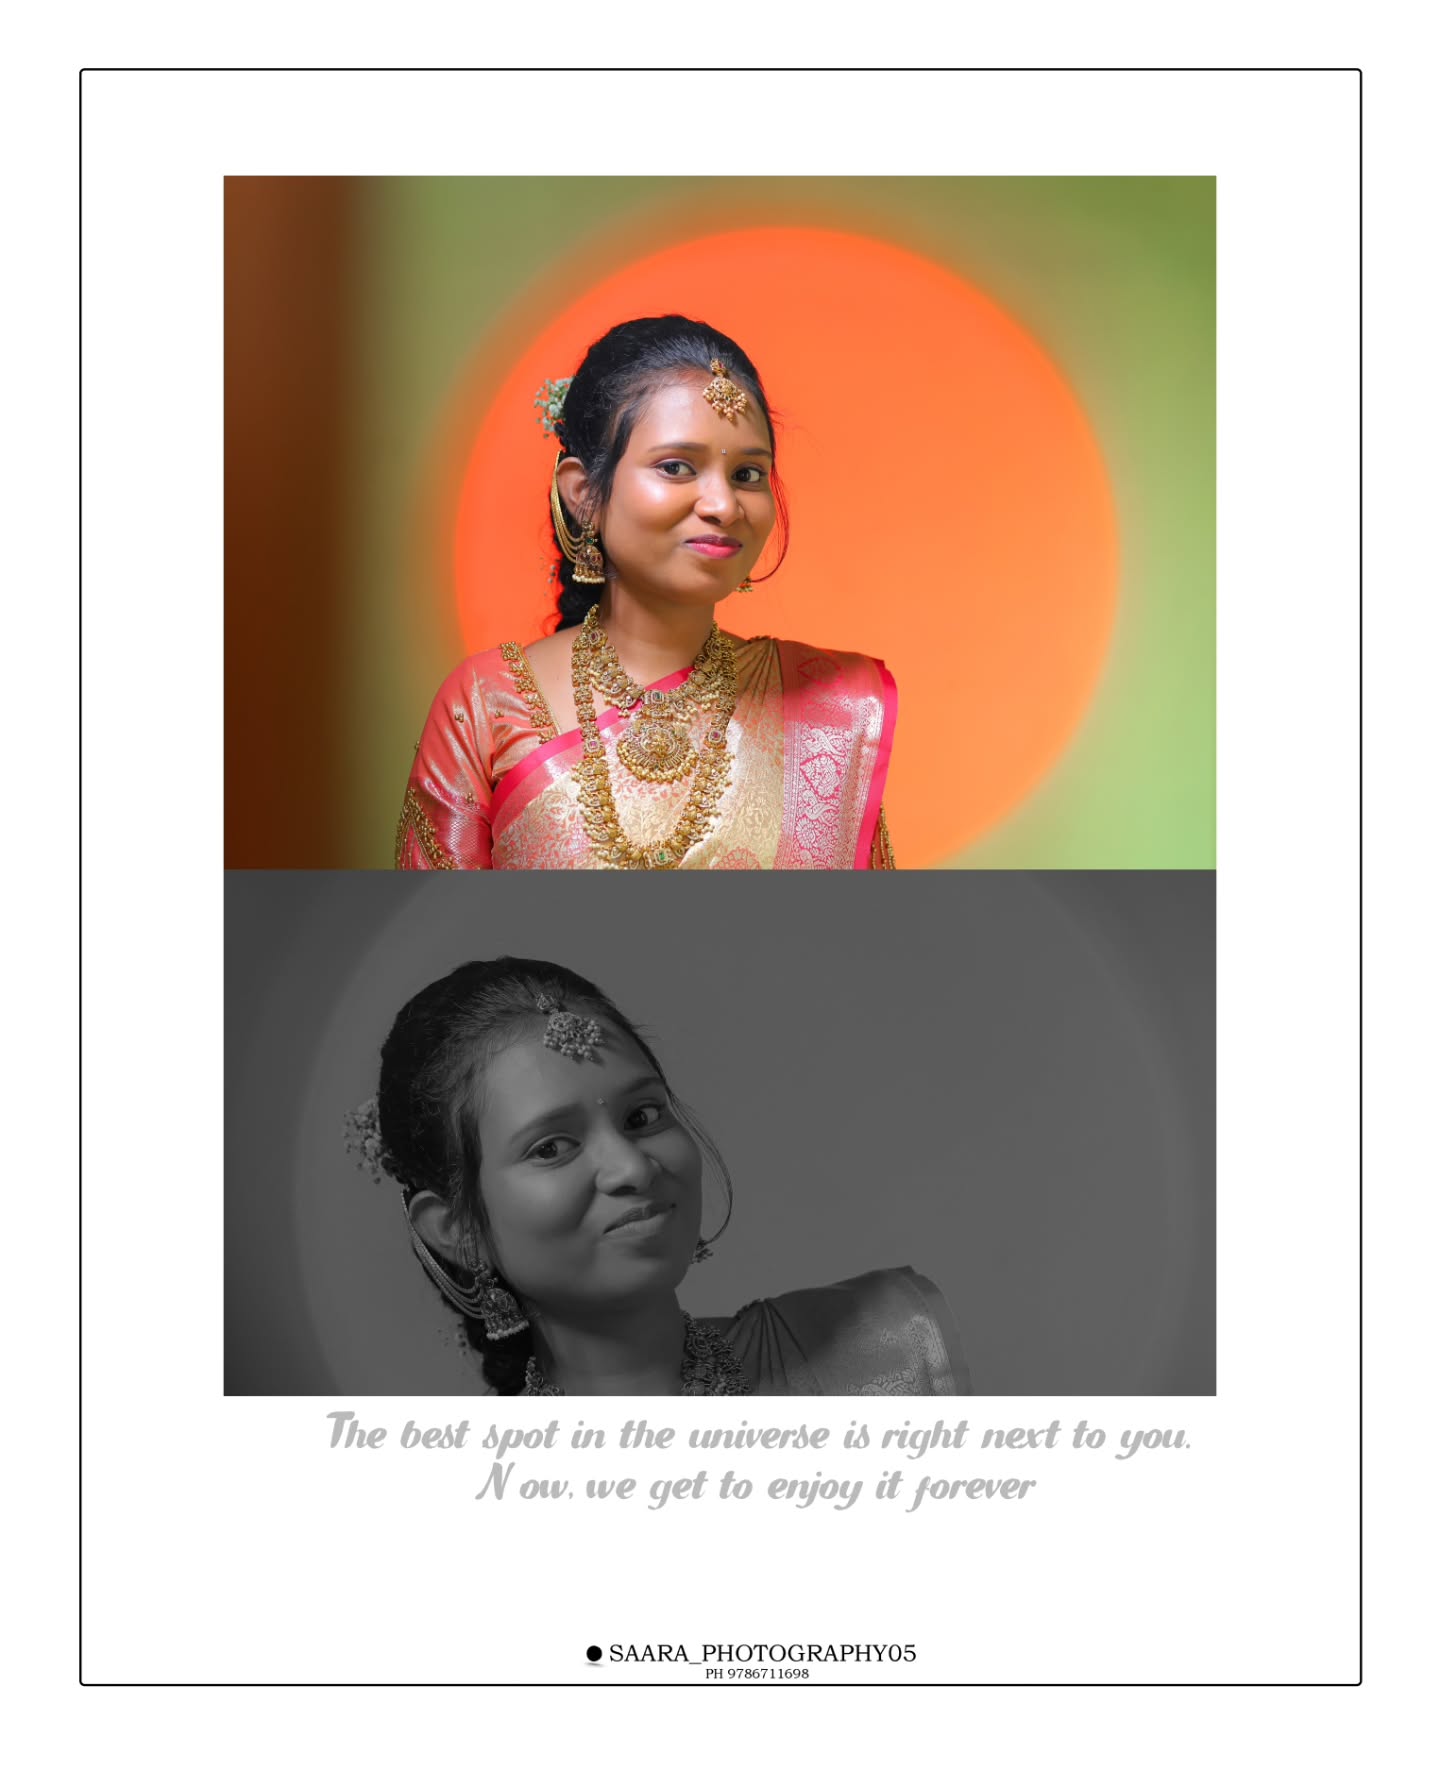 The best spot in the universe is right next to you.
N ow, we get to enjoy it forever
SAARA_PHOTOGRAPHY05
PH 9786711698